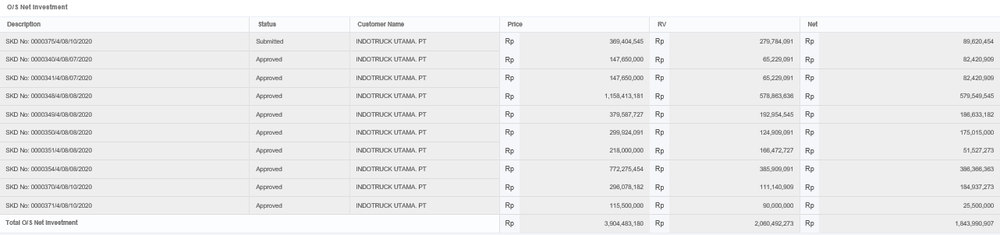 O/S Net Investment
Description Status Customer Name Price RV Net
SKD No: 0000375/4/08/10/2020 Submitted INDOTRUCK UTAMA. PT Rp 369,404,545 Rp 279,784,091 Rp 89,620,454
SKD No: 0000340/4/08/07/2020 Approved INDOTRUCK UTAMA. PT Rp 147,650,000 Rp 65,229,091 Rp 82,420,909
SKD No: 0000341/4/08/07/2020 Approved INDOTRUCK UTAMA. PT Rp 147,650,000 Rp 65,229,091 Rp 82,420,909
SKD No: 0000348/4/08/08/2020 Approved INDOTRUCK UTAMA. PT Rp 1,158,413,181 Rp 578,863,636 Rp 579,549,545
SKD No: 0000349/4/08/08/2020 Approved INDOTRUCK UTAMA. PT Rp 379,587,727 Rp 192,954,545 Rp 186,633,182
SKD No: 0000350/4/08/08/2020 Approved INDOTRUCK UTAMA. PT Rp 299,924,091 Rp 124,909,091 Rp 175,015,000
SKD No: 0000351/4/08/08/2020 Approved INDOTRUCK UTAMA. PT Rp 218,000,000 Rp 166,472,727 Rp 51,527,273
SKD No: 0000354/4/08/08/2020 Approved INDOTRUCK UTAMA. PT Rp 772,275,454 Rp 385,909,091 Rp 386,366,363
SKD No: 0000370/4/08/10/2020 Approved INDOTRUCK UTAMA. PT Rp 296,078,182 Rp 111,140,909 Rp 184,937,273
SKD No: 0000371/4/08/10/2020 Approved INDOTRUCK UTAMA. PT Rp 115,500,000 Rp 90,000,000 Rp 25,500,000
Total O/S Net Investment Rp 3,904,483,180 Rp 2,060,492,273 Rp 1,843,990,907